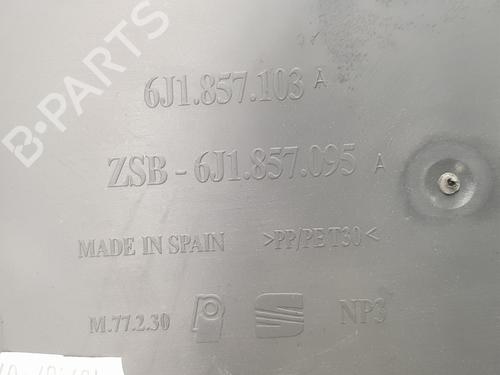 B-PARTS
6J1.857.103 A
ZSB - 6J1.857.095 A
MADE IN SPAIN >PP/PE T30<
M.77.2.30 NP3